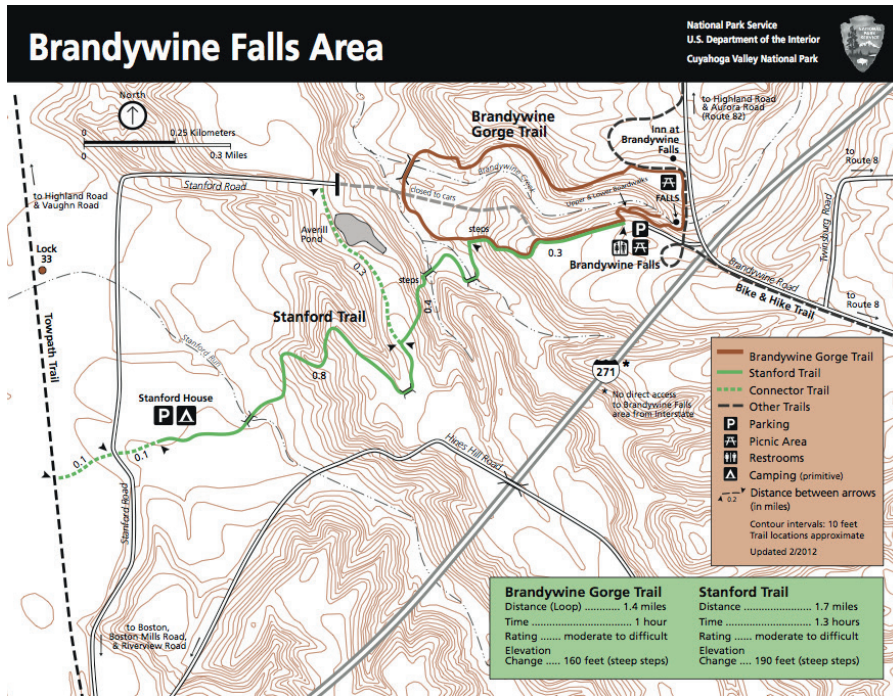 Brandywine Falls Area
National Park Service
U.S. Department of the Interior
Cuyahoga Valley National Park
North
0 0.25 Kilometers
0 0.3 Miles
to Highland Road
& Vaughn Road
Lock
33
Towpath Trail
Stanford Road
closed to cars
Averill
Pond
0.3
Brandywine
Gorge Trail
Brandywine Creek
Upper & Lower Boardwalks
Inn at
Brandywine
Falls
to Highland Road
& Aurora Road
(Route 82)
to
Route 8
FALLS
P
Brandywine Falls
0.3
steps
steps
0.4
Twinsburg Road
Brandywine Road
Bike & Hike Trail
to
Route 8
Stanford Trail
0.8
Stanford Run
Stanford House
P
0.1
0.1
Stanford Road
Hines Hill Road
271 *
* No direct access
to Brandywine Falls
area from Interstate
to Boston,
Boston Mills Road,
& Riverview Road
Brandywine Gorge Trail
Stanford Trail
Connector Trail
Other Trails
P Parking
Picnic Area
Restrooms
Camping (primitive)
0.2 Distance between arrows
(in miles)
Contour intervals: 10 feet
Trail locations approximate
Updated 2/2012
Brandywine Gorge Trail
Distance (Loop) ............ 1.4 miles
Time ................................ 1 hour
Rating ...... moderate to difficult
Elevation
Change .... 160 feet (steep steps)
Stanford Trail
Distance ........................ 1.7 miles
Time ............................. 1.3 hours
Rating ...... moderate to difficult
Elevation
Change .... 190 feet (steep steps)